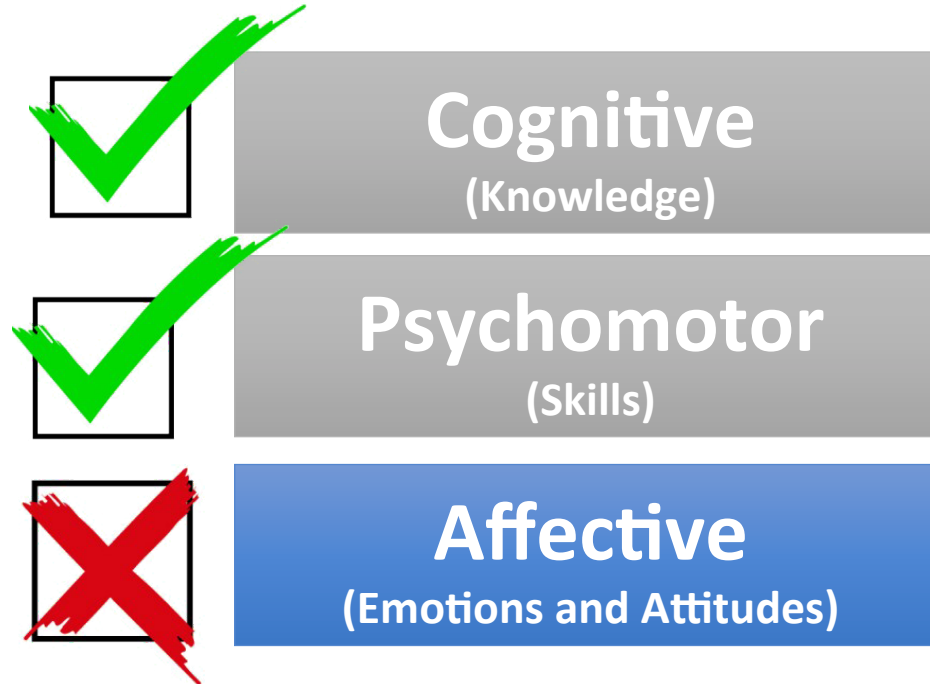 Cognitive
(Knowledge)
Psychomotor
(Skills)
Affective
(Emotions and Attitudes)